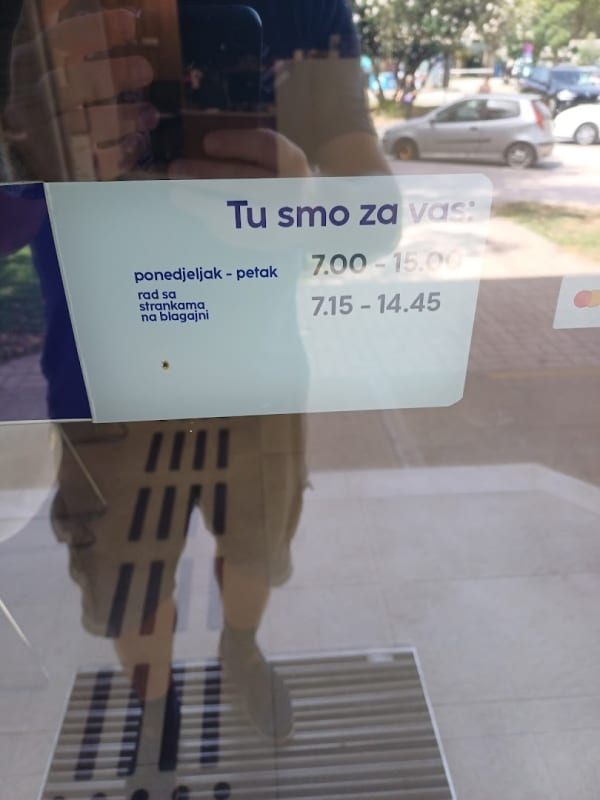 Tu smo za vas:
ponedjeljak - petak 7.00 - 15.00
rad sa
strankama
na blagajni
7.15 - 14.45